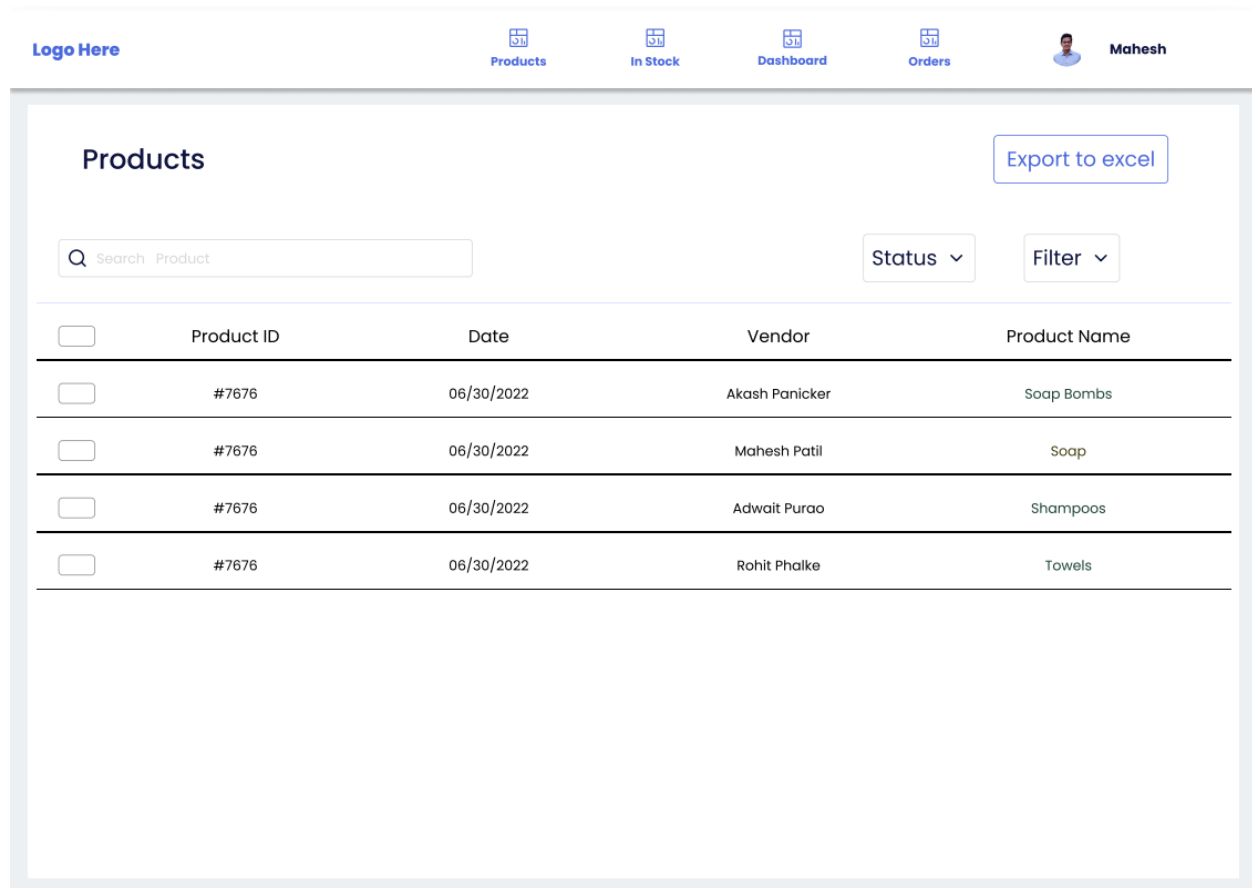 Logo Here
Products In Stock Dashboard Orders Mahesh
Products Export to excel
Search Product Status Filter
Product ID Date Vendor Product Name
#7676 06/30/2022 Akash Panicker Soap Bombs
#7676 06/30/2022 Mahesh Patil Soap
#7676 06/30/2022 Adwait Purao Shampoos
#7676 06/30/2022 Rohit Phalke Towels